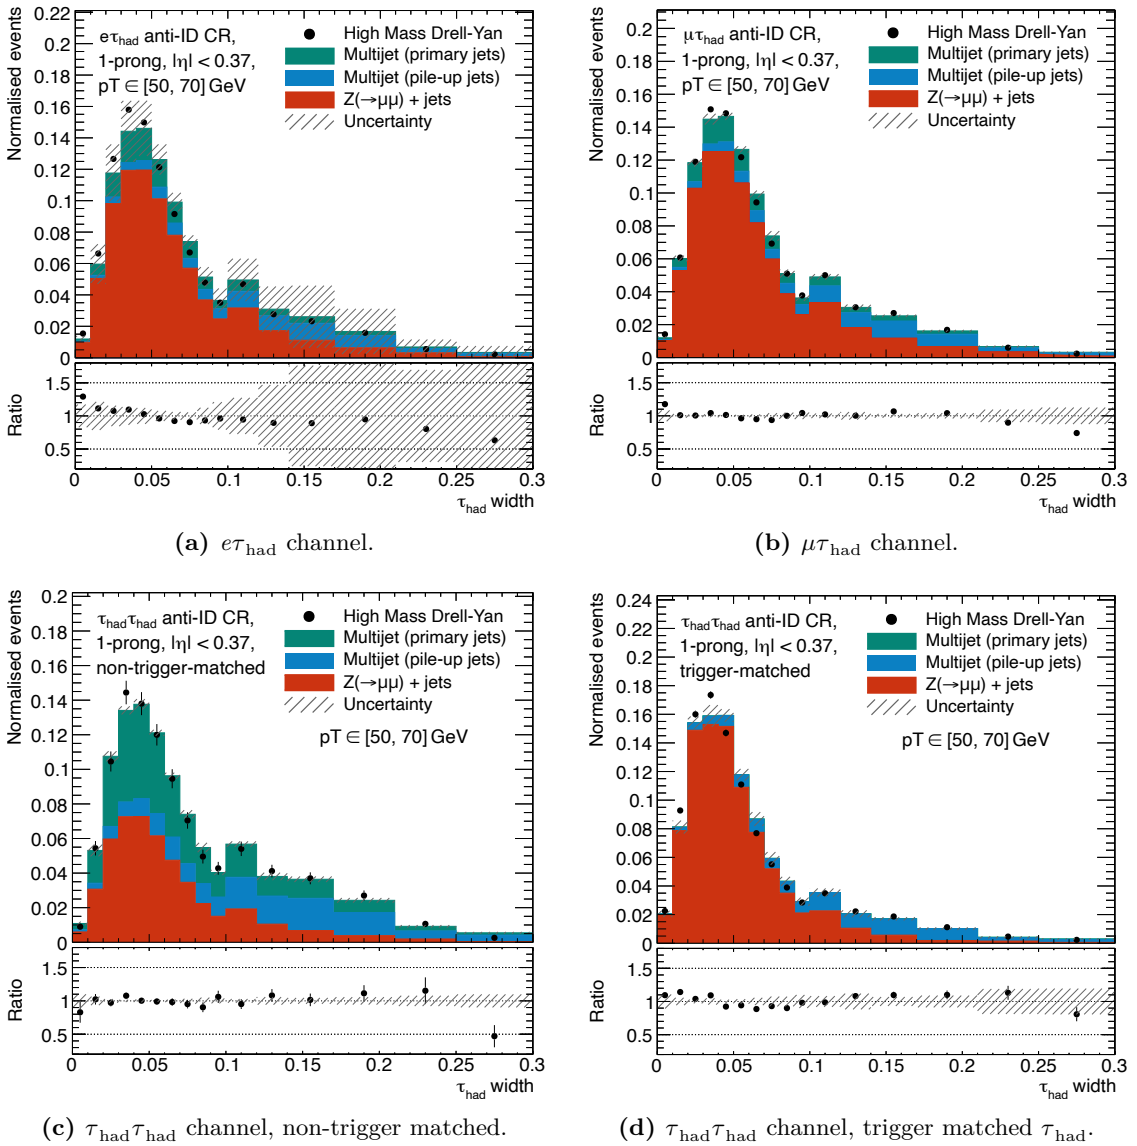 Normalised events
0.22
0.2
0.18
0.16
0.14
0.12
0.1
0.08
0.06
0.04
0.02
0
eτhad anti-ID CR,
1-prong, |η| < 0.37,
pT ∈ [50, 70] GeV
High Mass Drell-Yan
Multijet (primary jets)
Multijet (pile-up jets)
Z(→μμ) + jets
Uncertainty
Ratio
1.5
1
0.5
0 0.05 0.1 0.15 0.2 0.25 0.3
τhad width
(a) eτhad channel.
Normalised events
0.22
0.2
0.18
0.16
0.14
0.12
0.1
0.08
0.06
0.04
0.02
0
μτhad anti-ID CR,
1-prong, |η| < 0.37,
pT ∈ [50, 70] GeV
High Mass Drell-Yan
Multijet (primary jets)
Multijet (pile-up jets)
Z(→μμ) + jets
Uncertainty
Ratio
1.5
1
0.5
0 0.05 0.1 0.15 0.2 0.25 0.3
τhad width
(b) μτhad channel.
Normalised events
0.2
0.18
0.16
0.14
0.12
0.1
0.08
0.06
0.04
0.02
0
τhadτhad anti-ID CR,
1-prong, |η| < 0.37,
non-trigger-matched
High Mass Drell-Yan
Multijet (primary jets)
Multijet (pile-up jets)
Z(→μμ) + jets
Uncertainty
pT ∈ [50, 70] GeV
Ratio
1.5
1
0.5
0 0.05 0.1 0.15 0.2 0.25 0.3
τhad width
(c) τhadτhad channel, non-trigger matched.
Normalised events
0.24
0.22
0.2
0.18
0.16
0.14
0.12
0.1
0.08
0.06
0.04
0.02
0
τhadτhad anti-ID CR,
1-prong, |η| < 0.37,
trigger-matched
High Mass Drell-Yan
Multijet (primary jets)
Multijet (pile-up jets)
Z(→μμ) + jets
Uncertainty
pT ∈ [50, 70] GeV
Ratio
1.5
1
0.5
0 0.05 0.1 0.15 0.2 0.25 0.3
τhad width
(d) τhadτhad channel, trigger matched τhad.